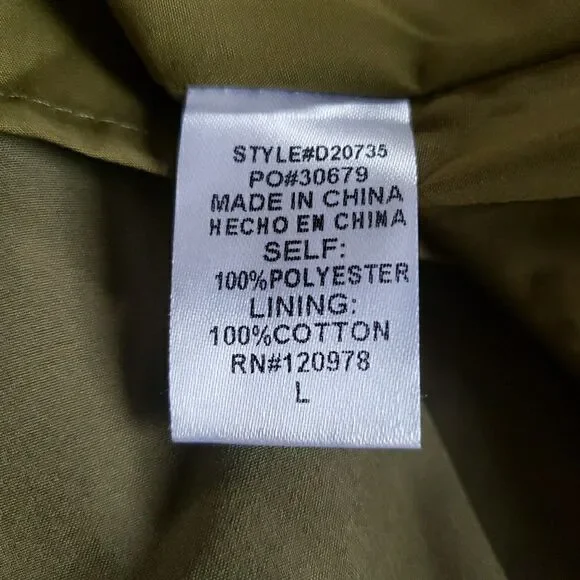 STYLE#D20735
PO#30679
MADE IN CHINA
HECHO EN CHINA
SELF:
100%POLYESTER
LINING:
100%COTTON
RN#120978
L